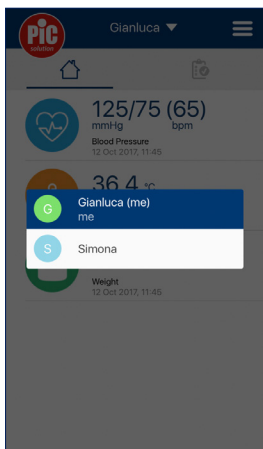 PiC
solution
Gianluca ▼
125/75 (65)
mmHg bpm
Blood Pressure
12 Oct 2017, 11:45
36.4 °C
G
Gianluca (me)
me
S
Simona
Weight
12 Oct 2017, 11:45